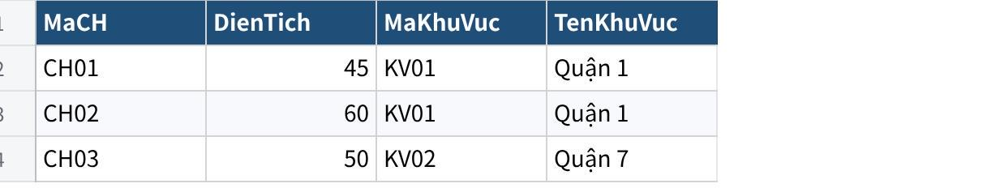 1 MaCH DienTich MaKhuVuc TenKhuVuc
2 CH01 45 KV01 Quận 1
3 CH02 60 KV01 Quận 1
4 CH03 50 KV02 Quận 7